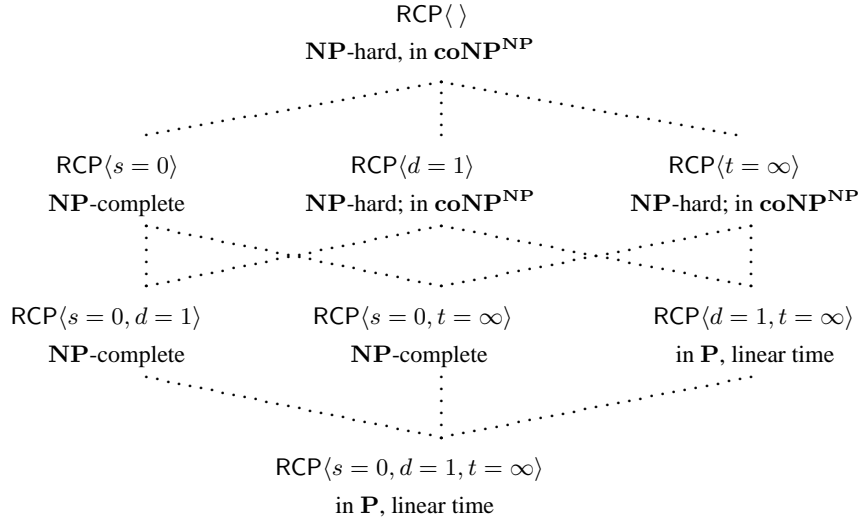 RCP⟨ ⟩
NP-hard, in coNP^NP
RCP⟨s = 0⟩ RCP⟨d = 1⟩ RCP⟨t = ∞⟩
NP-complete NP-hard; in coNP^NP NP-hard; in coNP^NP
RCP⟨s = 0, d = 1⟩ RCP⟨s = 0, t = ∞⟩ RCP⟨d = 1, t = ∞⟩
NP-complete NP-complete in P, linear time
RCP⟨s = 0, d = 1, t = ∞⟩
in P, linear time